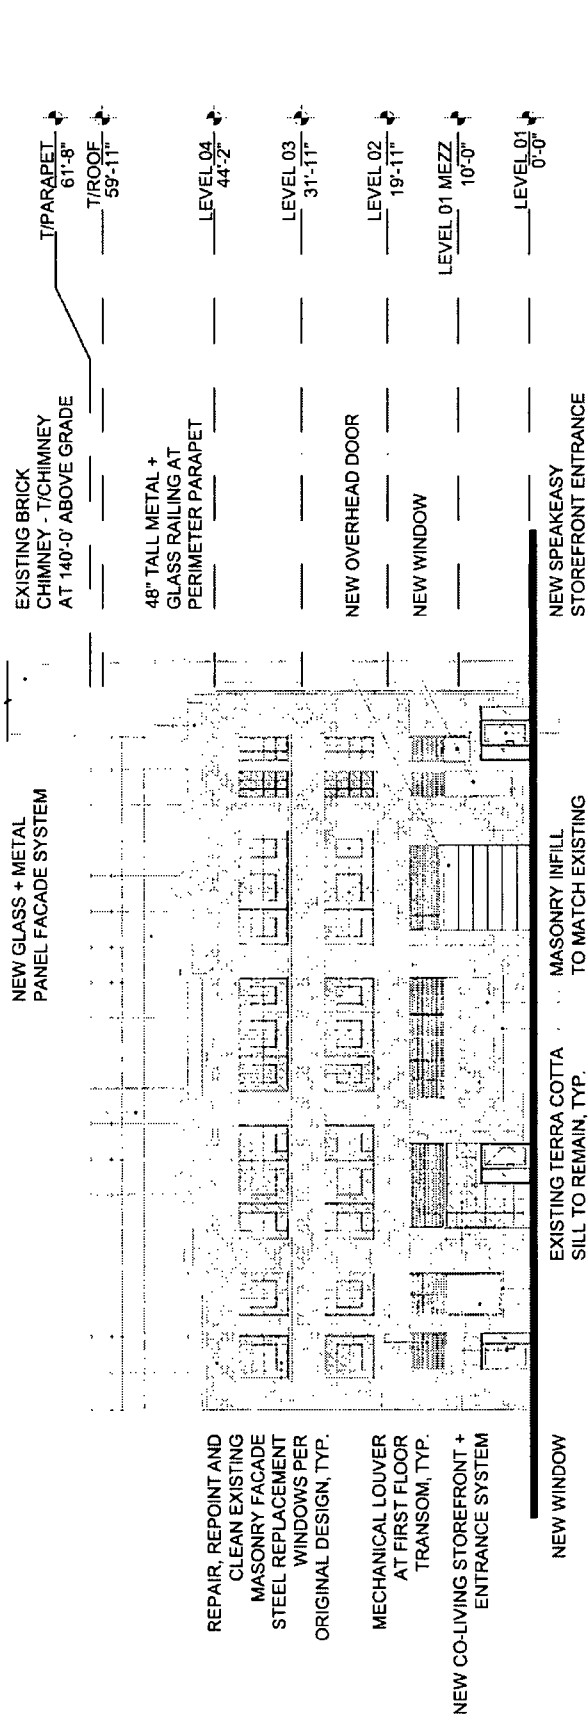 NEW GLASS + METAL
PANEL FACADE SYSTEM
EXISTING BRICK
CHIMNEY - T/CHIMNEY
AT 140'-0' ABOVE GRADE
48" TALL METAL +
GLASS RAILING AT
PERIMETER PARAPET
NEW OVERHEAD DOOR
NEW WINDOW
T/PARAPET
61'-8"
T/ROOF
59'-11"
LEVEL 04
44'-2"
LEVEL 03
31'-11"
LEVEL 02
19'-11"
LEVEL 01 MEZZ
10'-0"
LEVEL 01
0'-0"
REPAIR, REPOINT AND
CLEAN EXISTING
MASONRY FACADE
STEEL REPLACEMENT
WINDOWS PER
ORIGINAL DESIGN, TYP.
MECHANICAL LOUVER
AT FIRST FLOOR
TRANSOM, TYP.
NEW CO-LIVING STOREFRONT +
ENTRANCE SYSTEM
NEW WINDOW
EXISTING TERRA COTTA
SILL TO REMAIN, TYP.
MASONRY INFILL
TO MATCH EXISTING
NEW SPEAKEASY
STOREFRONT ENTRANCE